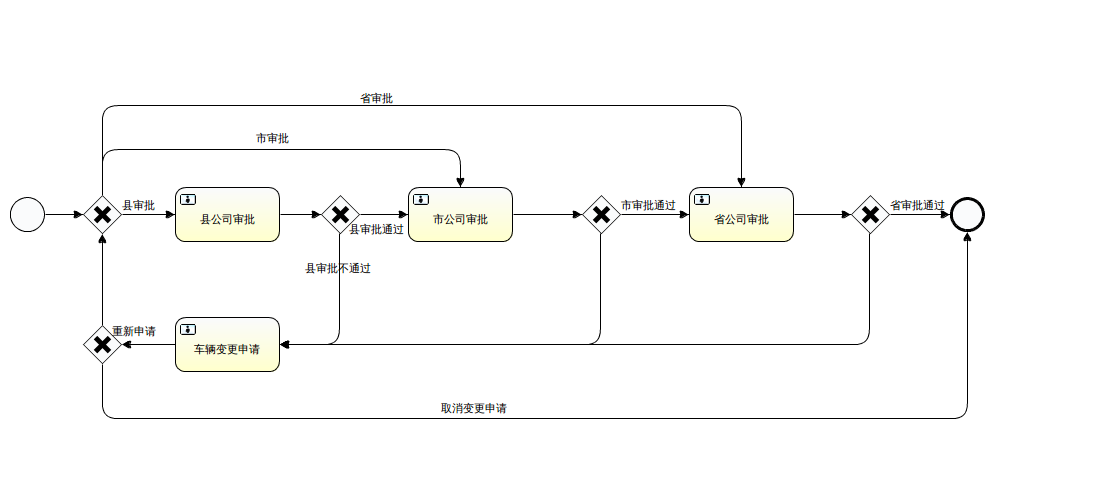 省审批
市审批
县审批
县公司审批
县审批通过
市公司审批
市审批通过
省公司审批
省审批通过
县审批不通过
重新申请
车辆变更申请
取消变更申请